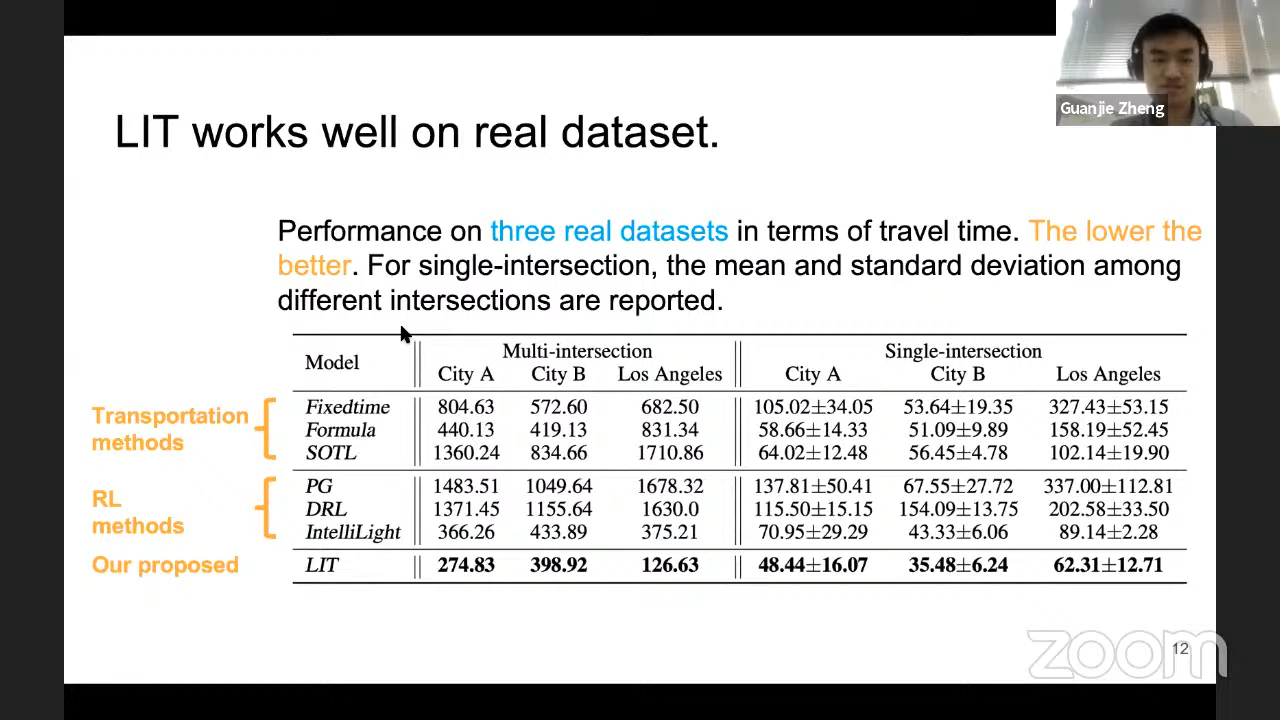 Guanjie Zheng
LIT works well on real dataset.
Performance on three real datasets in terms of travel time. The lower the
better. For single-intersection, the mean and standard deviation among
different intersections are reported.
Model Multi-intersection Single-intersection
City A City B Los Angeles City A City B Los Angeles
Transportation methods
Fixedtime 804.63 572.60 682.50 105.02±34.05 53.64±19.35 327.43±53.15
Formula 440.13 419.13 831.34 58.66±14.33 51.09±9.89 158.19±52.45
SOTL 1360.24 834.66 1710.86 64.02±12.48 56.45±4.78 102.14±19.90
RL methods
PG 1483.51 1049.64 1678.32 137.81±50.41 67.55±27.72 337.00±112.81
DRL 1371.45 1155.64 1630.0 115.50±15.15 154.09±13.75 202.58±33.50
IntelliLight 366.26 433.89 375.21 70.95±29.29 43.33±6.06 89.14±2.28
Our proposed LIT 274.83 398.92 126.63 48.44±16.07 35.48±6.24 62.31±12.71
zoom
12